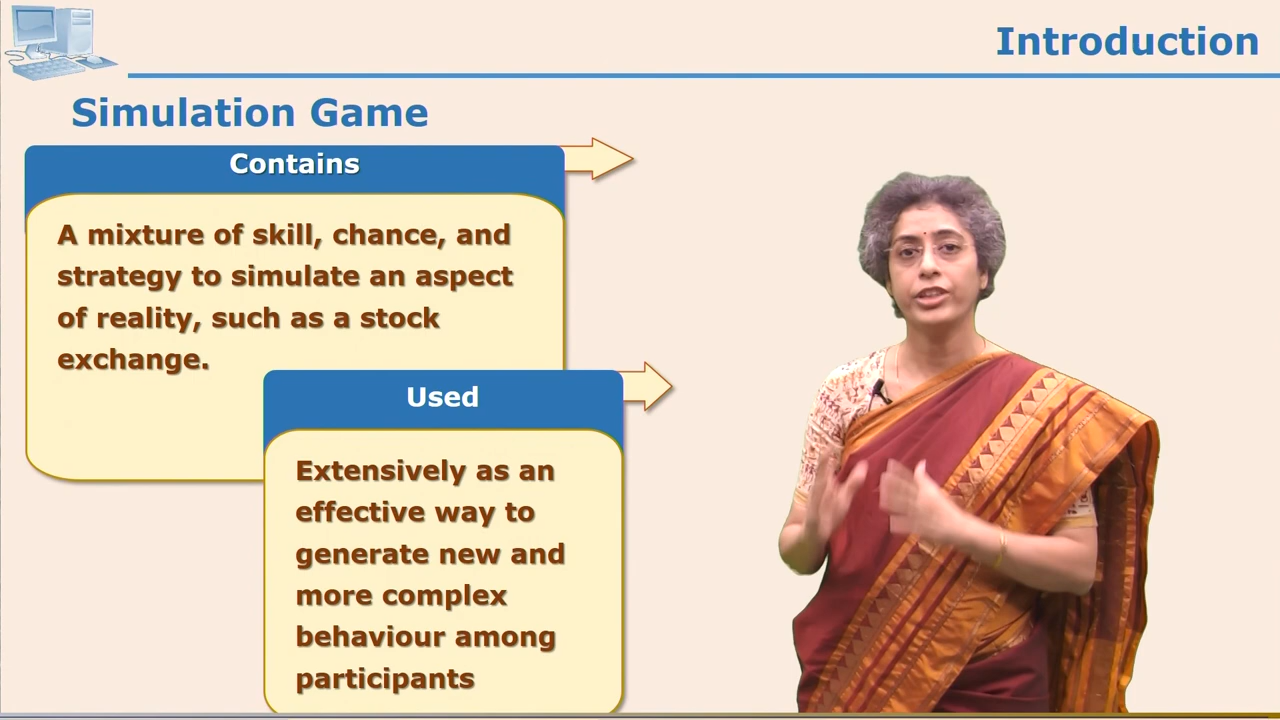 Introduction
Simulation Game
Contains
A mixture of skill, chance, and
strategy to simulate an aspect
of reality, such as a stock
exchange.
Used
Extensively as an
effective way to
generate new and
more complex
behaviour among
participants